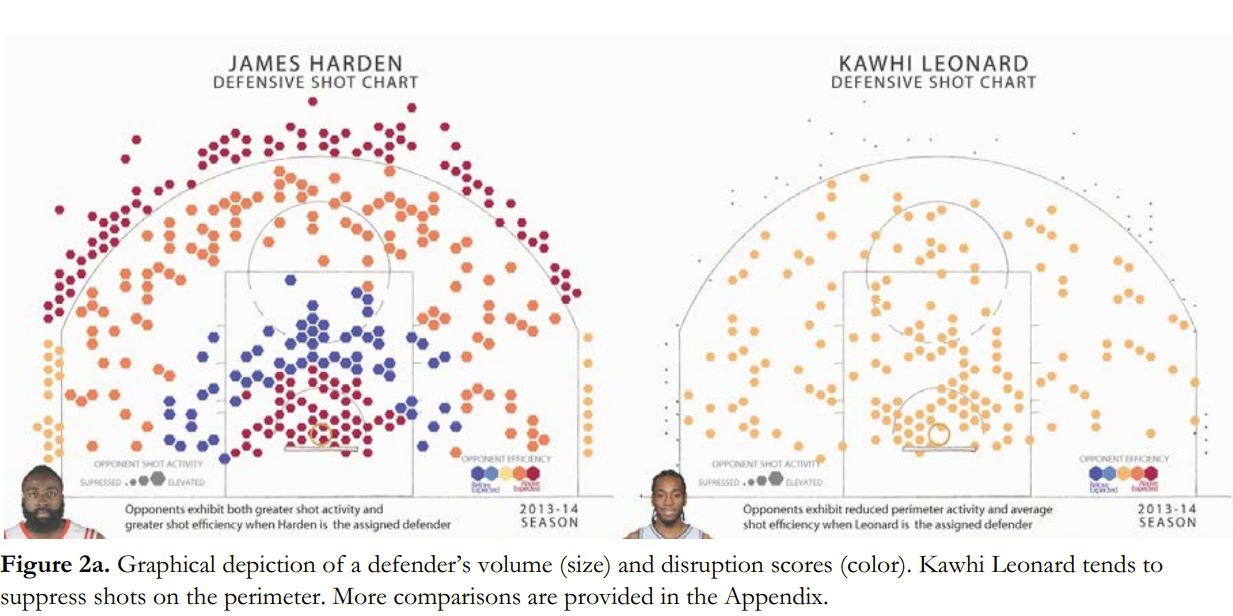 JAMES HARDEN
DEFENSIVE SHOT CHART
OPPONENT SHOT ACTIVITY
SUPRESSED
ELEVATED
OPPONENT EFFICIENCY
Below
Expected
Above
Expected
Opponents exhibit both greater shot activity and
greater shot efficiency when Harden is the assigned defender
2013-14
SEASON
KAWHI LEONARD
DEFENSIVE SHOT CHART
OPPONENT SHOT ACTIVITY
SUPRESSED
ELEVATED
OPPONENT EFFICIENCY
Below
Expected
Above
Expected
Opponents exhibit reduced perimeter activity and average
shot efficiency when Leonard is the assigned defender
2013-14
SEASON
Figure 2a. Graphical depiction of a defender's volume (size) and disruption scores (color). Kawhi Leonard tends to
suppress shots on the perimeter. More comparisons are provided in the Appendix.